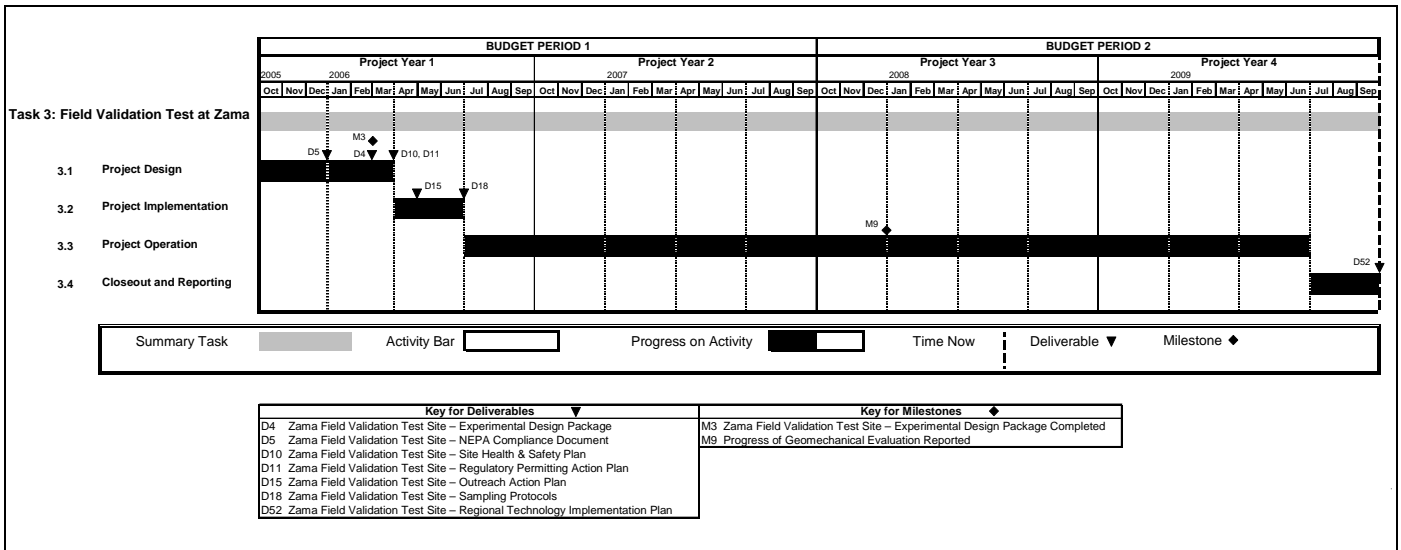 BUDGET PERIOD 1 BUDGET PERIOD 2
Project Year 1 Project Year 2 Project Year 3 Project Year 4
2005 2006 2007 2008 2009
Oct Nov Dec Jan Feb Mar Apr May Jun Jul Aug Sep Oct Nov Dec Jan Feb Mar Apr May Jun Jul Aug Sep Oct Nov Dec Jan Feb Mar Apr May Jun Jul Aug Sep Oct Nov Dec Jan Feb Mar Apr May Jun Jul Aug Sep
Task 3: Field Validation Test at Zama
M3
D5 D4 D10, D11
3.1 Project Design
D15 D18
3.2 Project Implementation
M9
3.3 Project Operation
D52
3.4 Closeout and Reporting
Summary Task Activity Bar Progress on Activity Time Now Deliverable Milestone
Key for Deliverables Key for Milestones
D4 Zama Field Validation Test Site – Experimental Design Package M3 Zama Field Validation Test Site – Experimental Design Package Completed
D5 Zama Field Validation Test Site – NEPA Compliance Document M9 Progress of Geomechanical Evaluation Reported
D10 Zama Field Validation Test Site – Site Health & Safety Plan
D11 Zama Field Validation Test Site – Regulatory Permitting Action Plan
D15 Zama Field Validation Test Site – Outreach Action Plan
D18 Zama Field Validation Test Site – Sampling Protocols
D52 Zama Field Validation Test Site – Regional Technology Implementation Plan